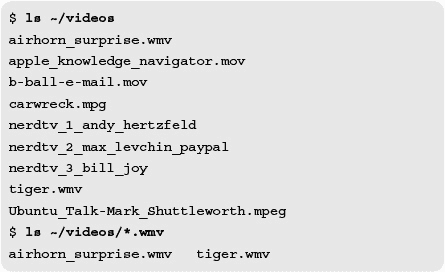 $ ls ~/videos
airhorn_surprise.wmv
apple_knowledge_navigator.mov
b-ball-e-mail.mov
carwreck.mpg
nerdtv_1_andy_hertzfeld
nerdtv_2_max_levchin_paypal
nerdtv_3_bill_joy
tiger.wmv
Ubuntu_Talk-Mark_Shuttleworth.mpeg
$ ls ~/videos/*.wmv
airhorn_surprise.wmv   tiger.wmv